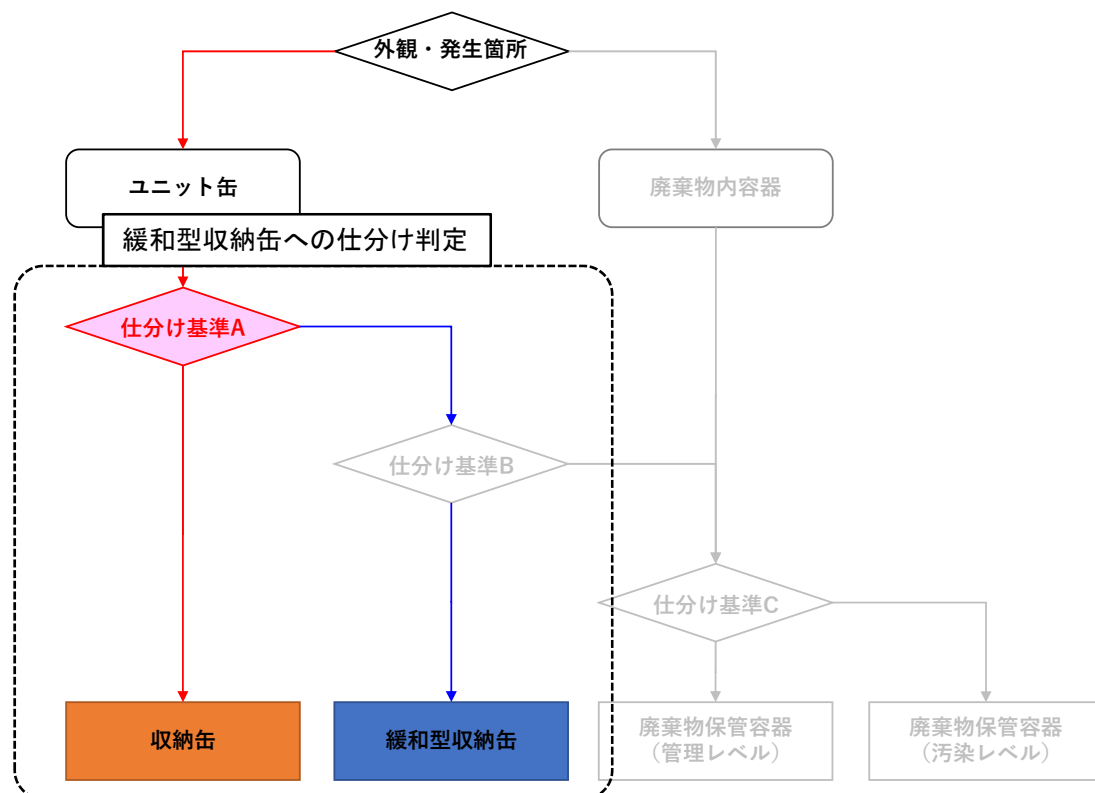 外観・発生箇所
ユニット缶
廃棄物内容器
緩和型収納缶への仕分け判定
仕分け基準A
仕分け基準B
仕分け基準C
収納缶
緩和型収納缶
廃棄物保管容器
（管理レベル）
廃棄物保管容器
（汚染レベル）